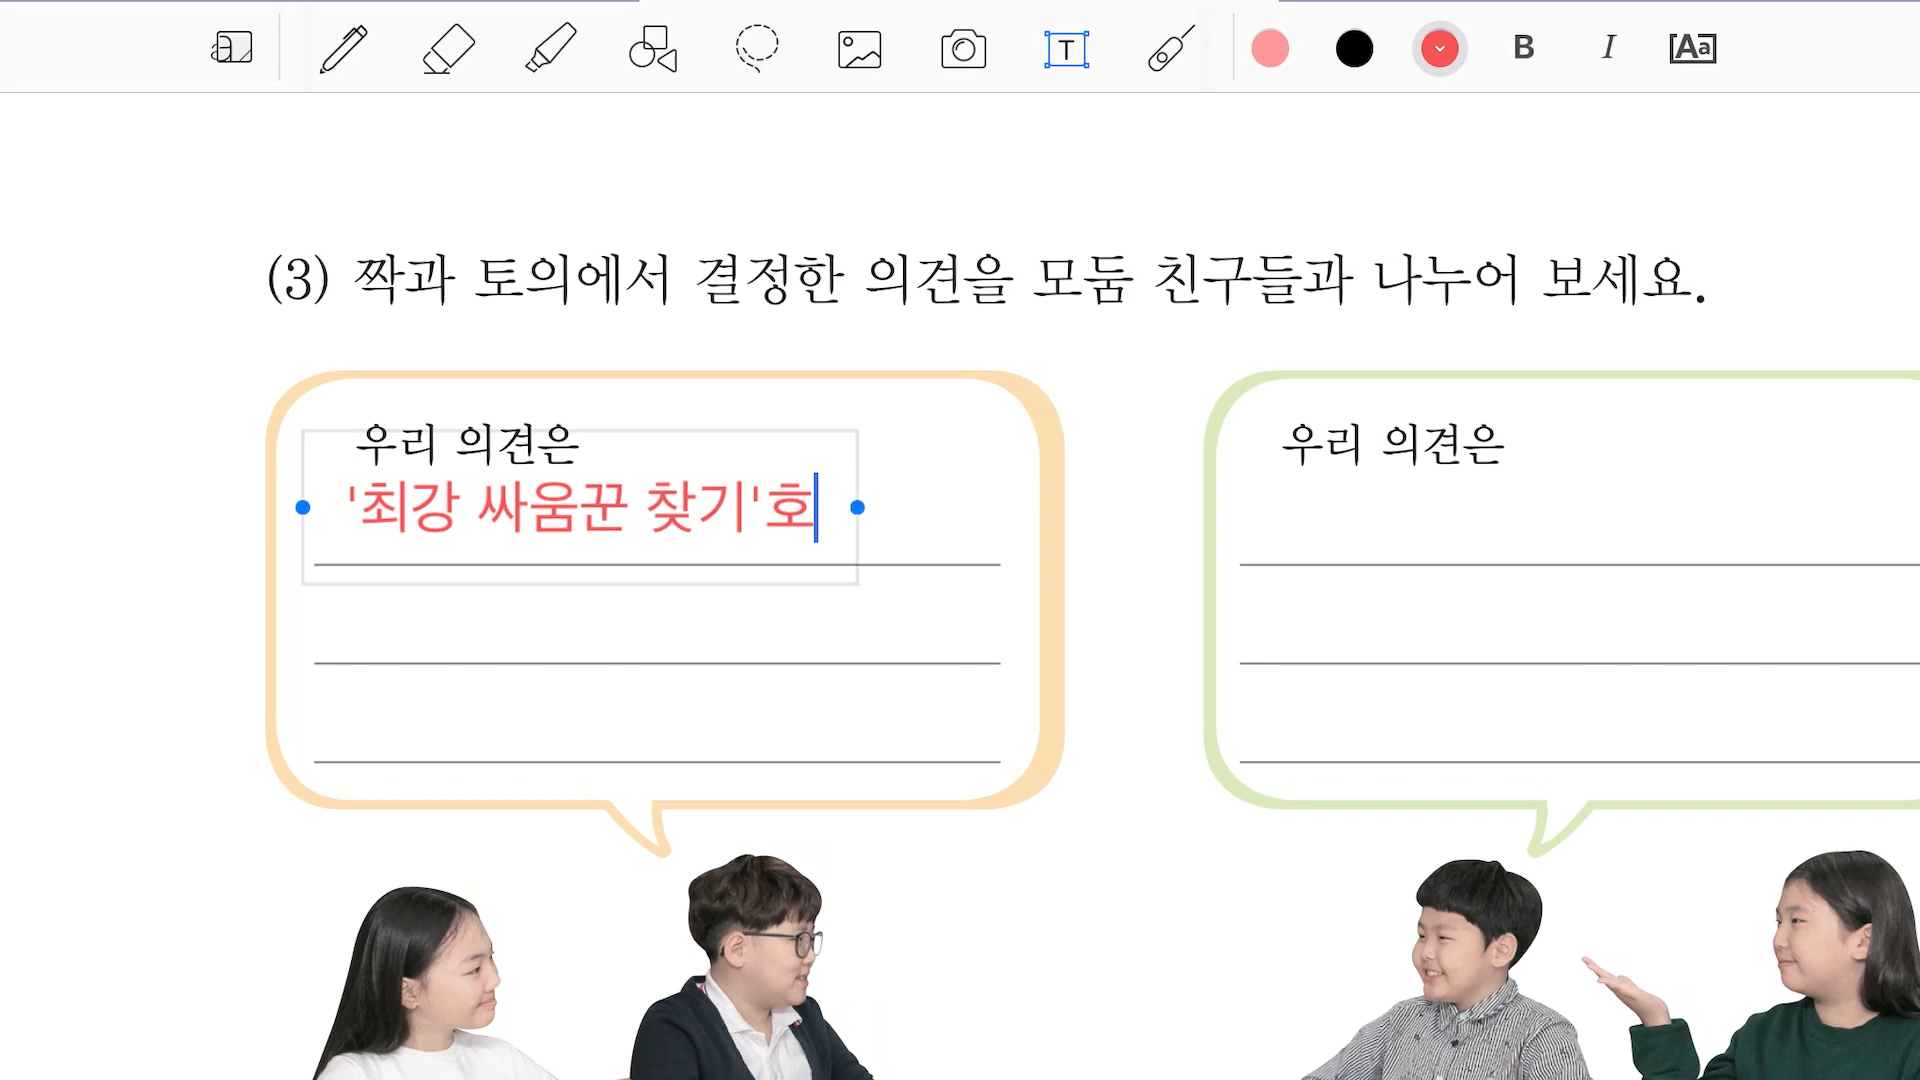 (3) 짝과 토의에서 결정한 의견을 모둠 친구들과 나누어 보세요.
우리 의견은
'최강 싸움꾼 찾기'호
우리 의견은
a
T
B
I
Aa